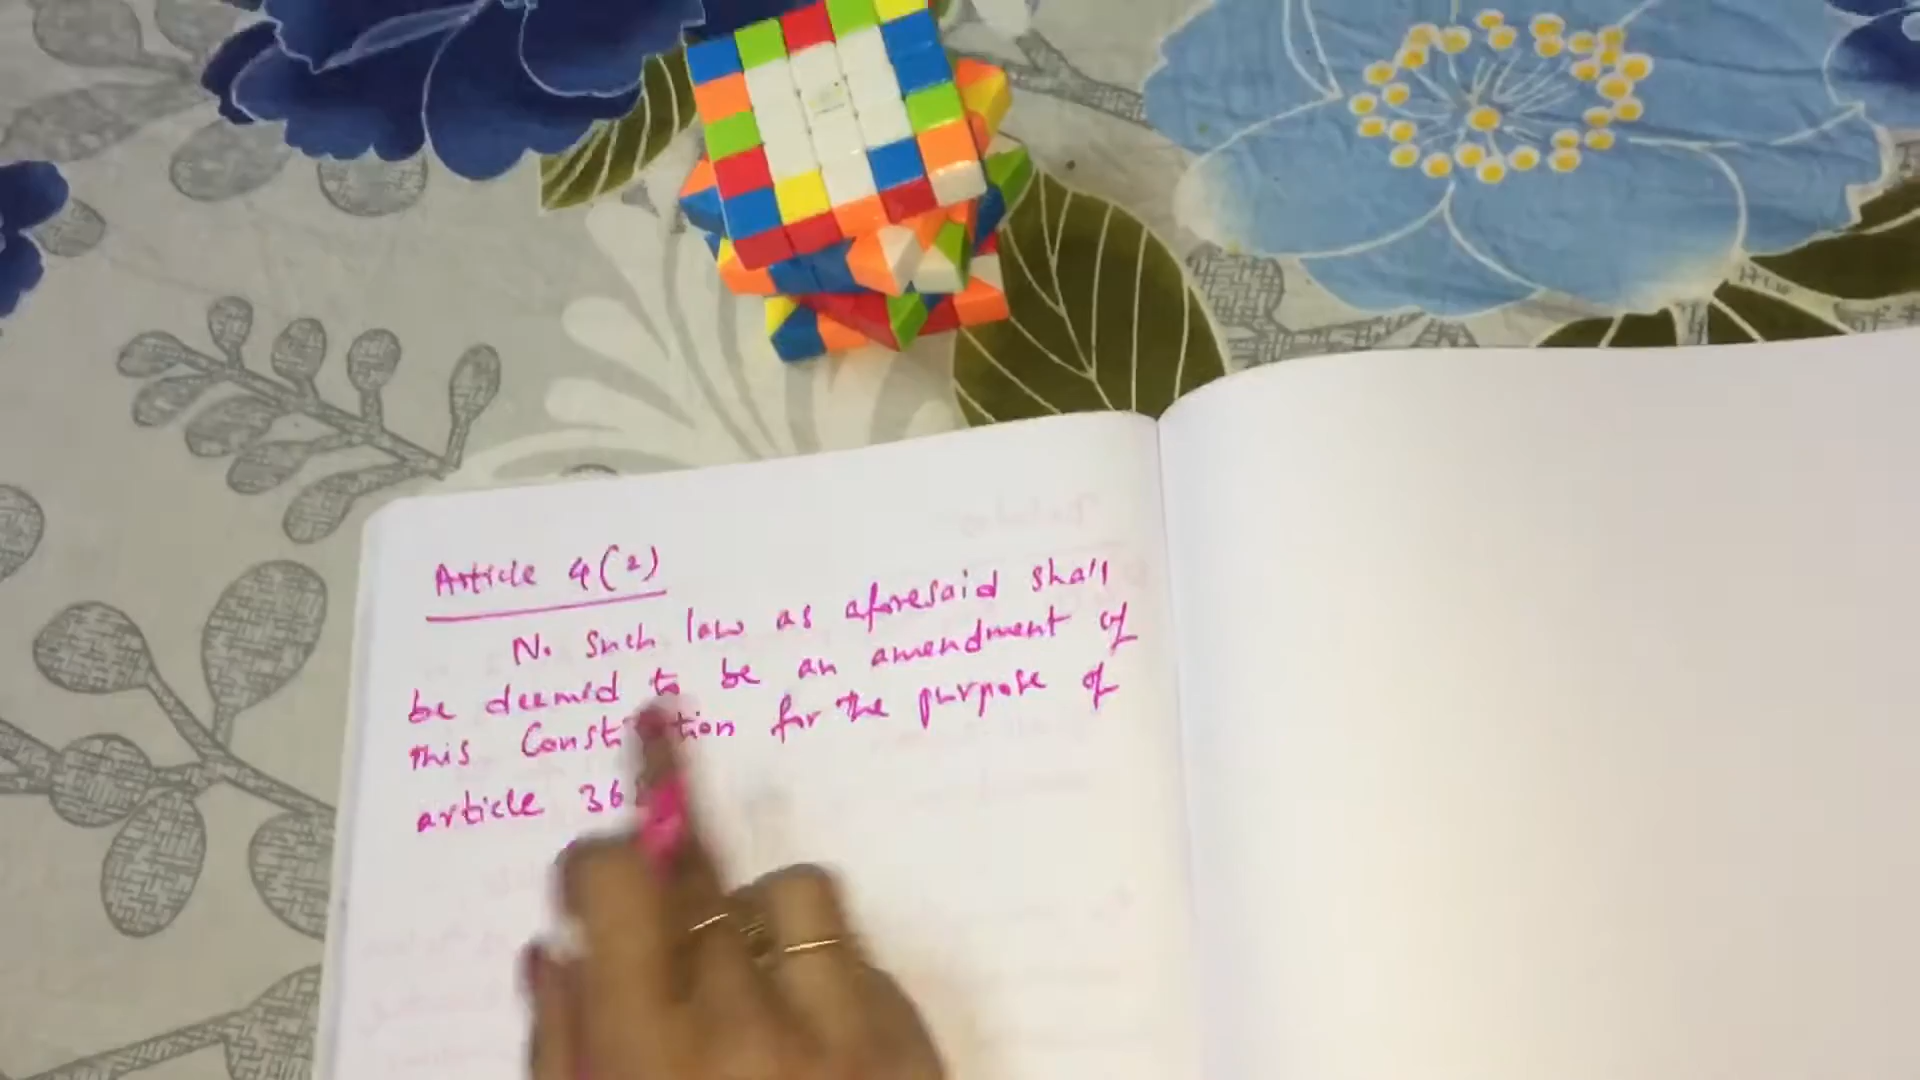 Article 4(2)
No such law as aforesaid shall
be deemed to be an amendment of
this Constitution for the purpose of
article 368